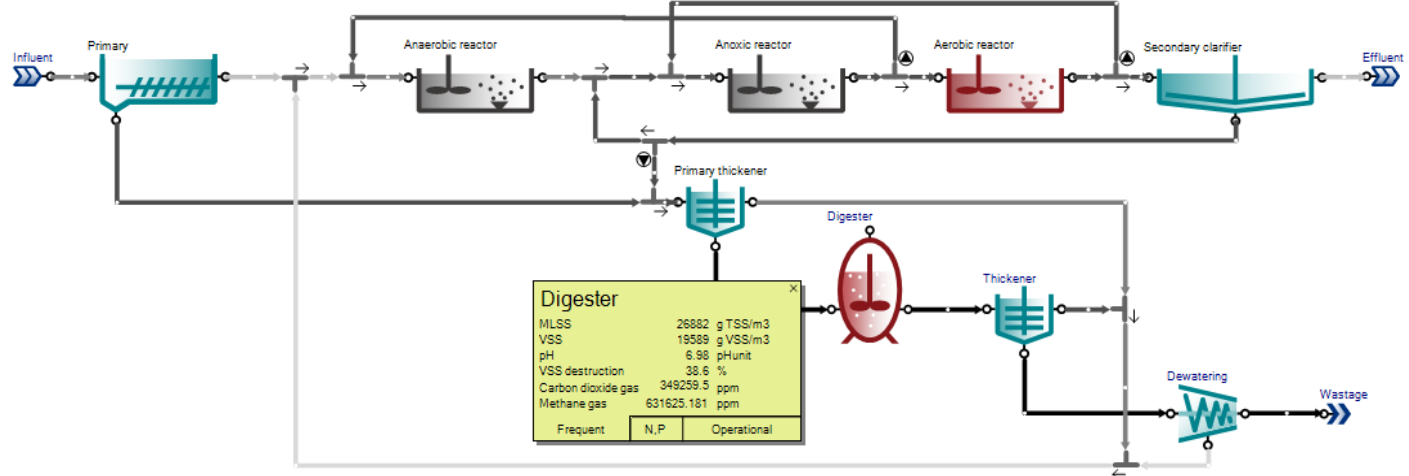 Influent
Primary
Anaerobic reactor
Anoxic reactor
Aerobic reactor
Secondary clarifier
Effluent
Primary thickener
Digester
Thickener
Dewatering
Wastage
Digester
MLSS 26882 g TSS/m3
VSS 19589 g VSS/m3
pH 6.98 pHunit
VSS destruction 38.6 %
Carbon dioxide gas 349259.5 ppm
Methane gas 631625.181 ppm
Frequent N,P Operational